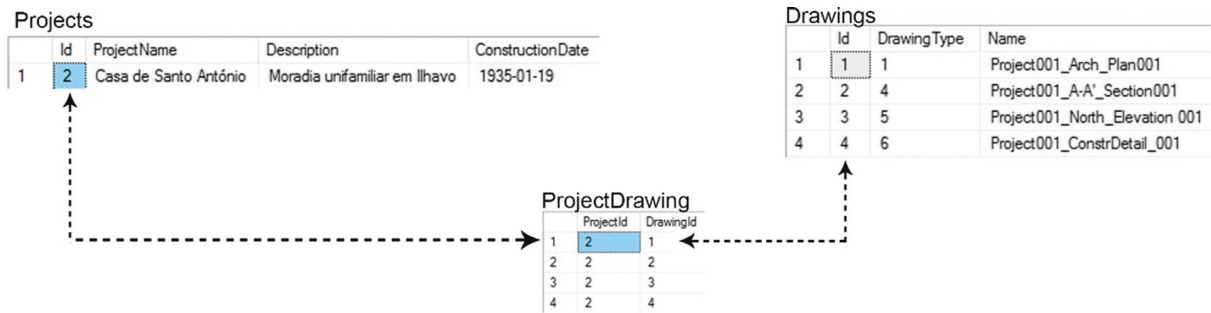 Projects
Id ProjectName Description ConstructionDate
1 2 Casa de Santo António Moradia unifamiliar em Ilhavo 1935-01-19
Drawings
Id DrawingType Name
1 1 1 Project001_Arch_Plan001
2 2 4 Project001_A-A'_Section001
3 3 5 Project001_North_Elevation 001
4 4 6 Project001_ConstrDetail_001
ProjectDrawing
ProjectId DrawingId
1 2 1
2 2 2
3 2 3
4 2 4